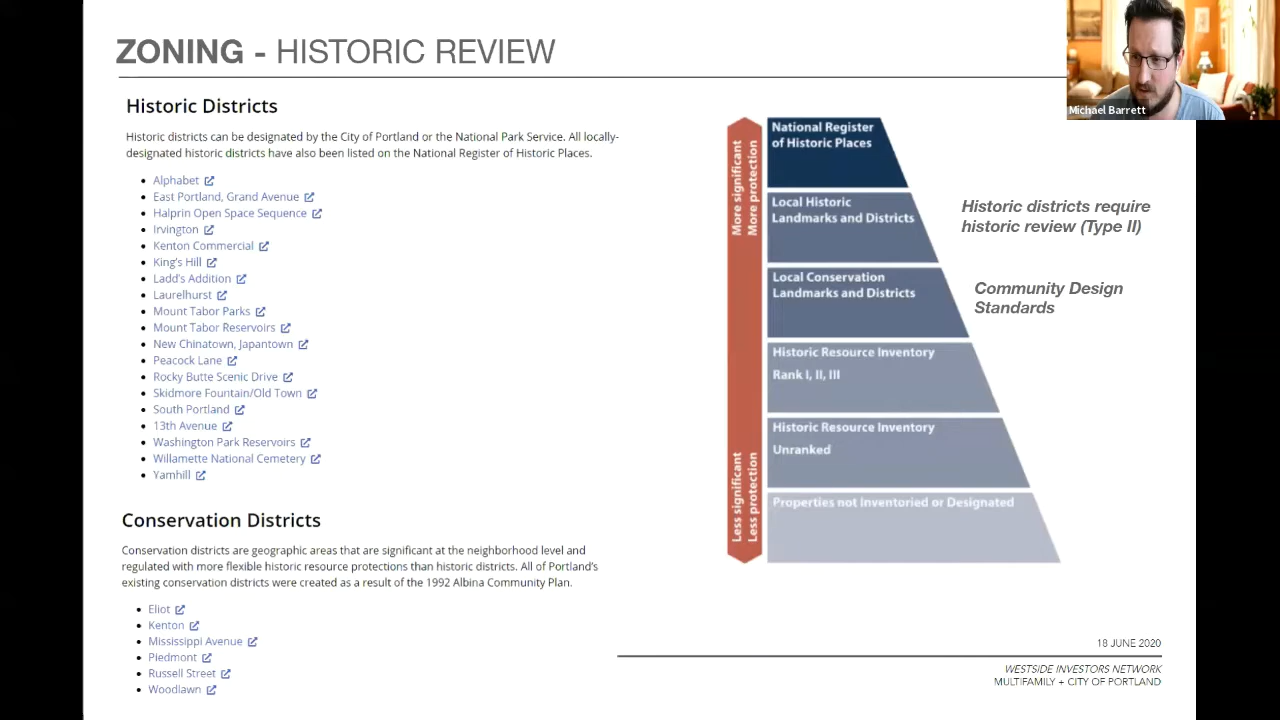 ZONING - HISTORIC REVIEW
Michael Barrett
Historic Districts
Historic districts can be designated by the City of Portland or the National Park Service. All locally-
designated historic districts have also been listed on the National Register of Historic Places.
Alphabet
East Portland, Grand Avenue
Halprin Open Space Sequence
Irvington
Kenton Commercial
King's Hill
Ladd's Addition
Laurelhurst
Mount Tabor Parks
Mount Tabor Reservoirs
New Chinatown, Japantown
Peacock Lane
Rocky Butte Scenic Drive
Skidmore Fountain/Old Town
South Portland
13th Avenue
Washington Park Reservoirs
Willamette National Cemetery
Yamhill
Conservation Districts
Conservation districts are geographic areas that are significant at the neighborhood level and
regulated with more flexible historic resource protections than historic districts. All of Portland's
existing conservation districts were created as a result of the 1992 Albina Community Plan.
Eliot
Kenton
Mississippi Avenue
Piedmont
Russell Street
Woodlawn
More significant
More protection
Less significant
Less protection
National Register
of Historic Places
Local Historic
Landmarks and Districts
Local Conservation
Landmarks and Districts
Historic Resource Inventory
Rank I, II, III
Historic Resource Inventory
Unranked
Properties not Inventoried or Designated
Historic districts require
historic review (Type II)
Community Design
Standards
18 JUNE 2020
WESTSIDE INVESTORS NETWORK
MULTIFAMILY + CITY OF PORTLAND